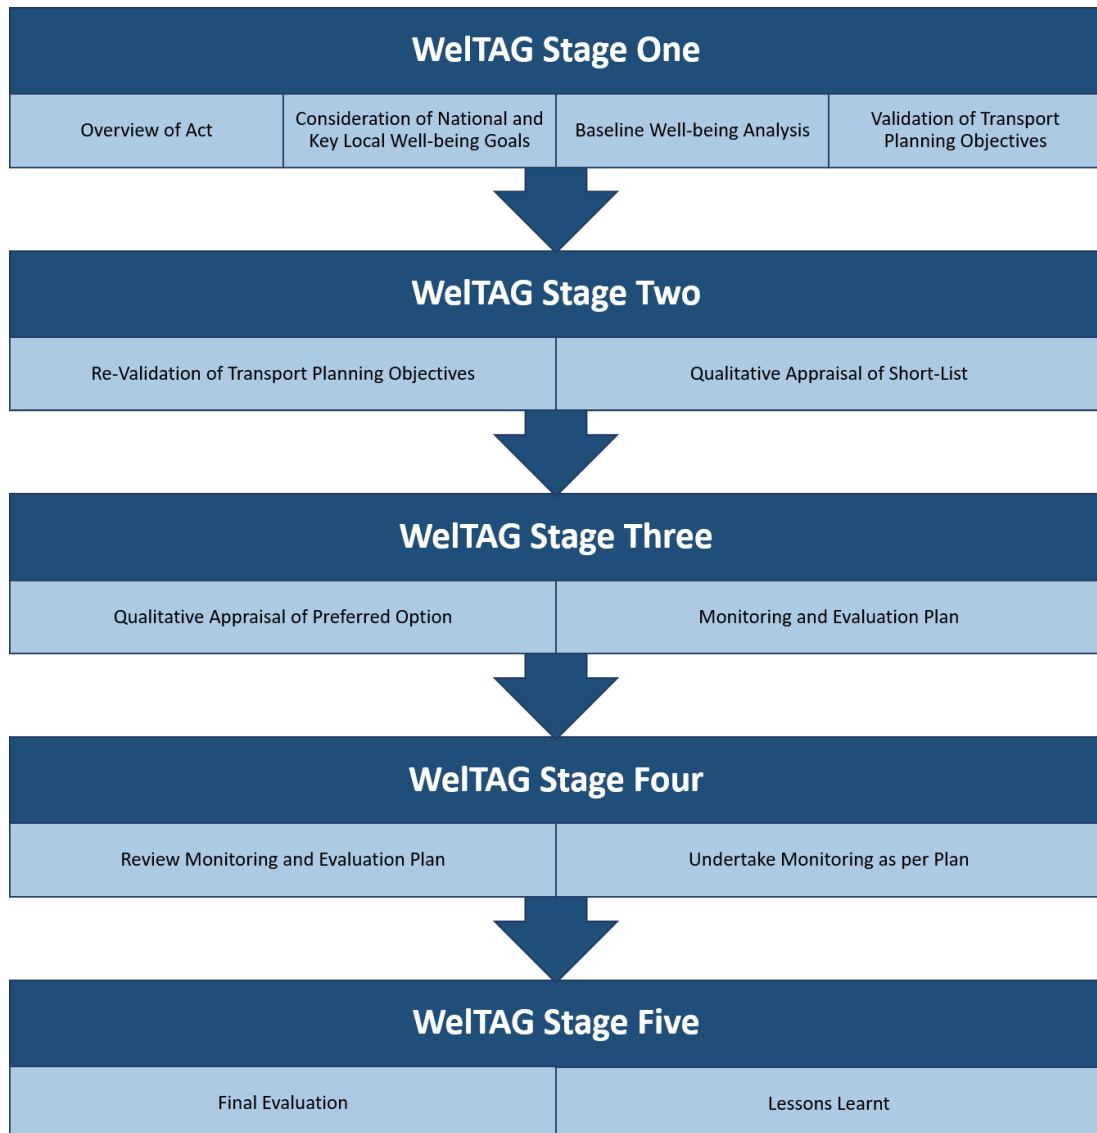 WelTAG Stage One
Overview of Act
Consideration of National and
Key Local Well-being Goals
Baseline Well-being Analysis
Validation of Transport
Planning Objectives
WelTAG Stage Two
Re-Validation of Transport Planning Objectives
Qualitative Appraisal of Short-List
WelTAG Stage Three
Qualitative Appraisal of Preferred Option
Monitoring and Evaluation Plan
WelTAG Stage Four
Review Monitoring and Evaluation Plan
Undertake Monitoring as per Plan
WelTAG Stage Five
Final Evaluation
Lessons Learnt